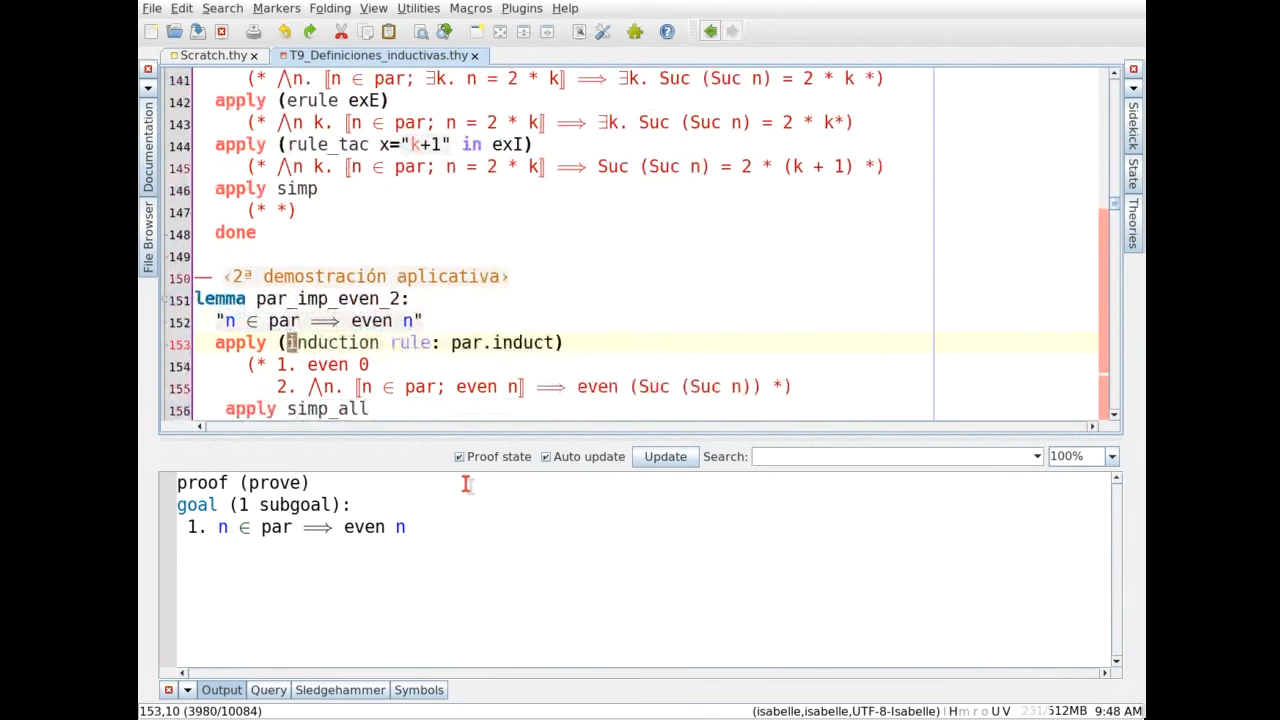 File Edit Search Markers Folding View Utilities Macros Plugins Help
Scratch.thy T9_Definiciones_inductivas.thy
Documentation
File Browser
Sidekick
State
Theories
141 (* ⋀n. ⟦n ∈ par; ∃k. n = 2 * k⟧ ⟹ ∃k. Suc (Suc n) = 2 * k *)
142 apply (erule exE)
143 (* ⋀n k. ⟦n ∈ par; n = 2 * k⟧ ⟹ ∃k. Suc (Suc n) = 2 * k*)
144 apply (rule_tac x="k+1" in exI)
145 (* ⋀n k. ⟦n ∈ par; n = 2 * k⟧ ⟹ Suc (Suc n) = 2 * (k + 1) *)
146 apply simp
147 (* *)
148 done
149
150 — ‹2ª demostración aplicativa›
151 lemma par_imp_even_2:
152 "n ∈ par ⟹ even n"
153 apply (induction rule: par.induct)
154 (* 1. even 0
155 2. ⋀n. ⟦n ∈ par; even n⟧ ⟹ even (Suc (Suc n)) *)
156 apply simp_all
Proof state Auto update Update Search: 100%
proof (prove)
goal (1 subgoal):
1. n ∈ par ⟹ even n
Output Query Sledgehammer Symbols
153,10 (3980/10084) (isabelle,isabelle,UTF-8-Isabelle) H m r o U V 231/512MB 9:48 AM